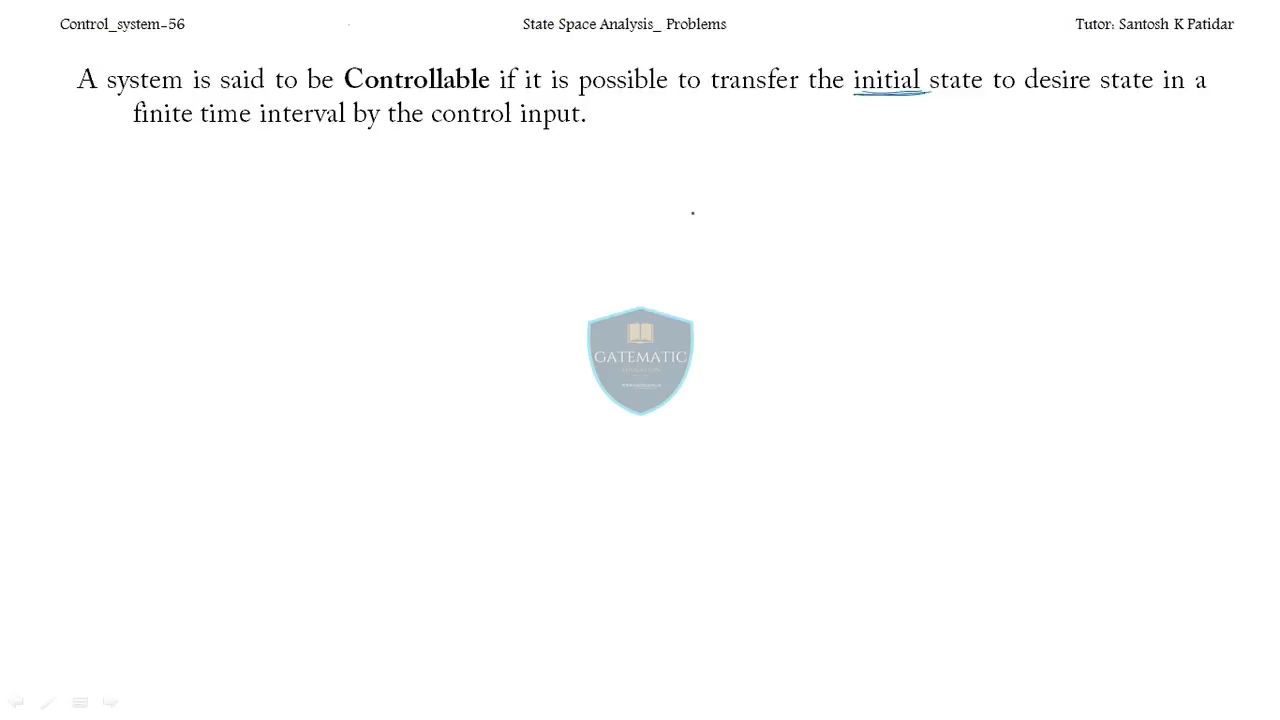 Control_system-56
State Space Analysis_ Problems
Tutor: Santosh K Patidar
A system is said to be Controllable if it is possible to transfer the initial state to desire state in a
finite time interval by the control input.
GATEMATIC